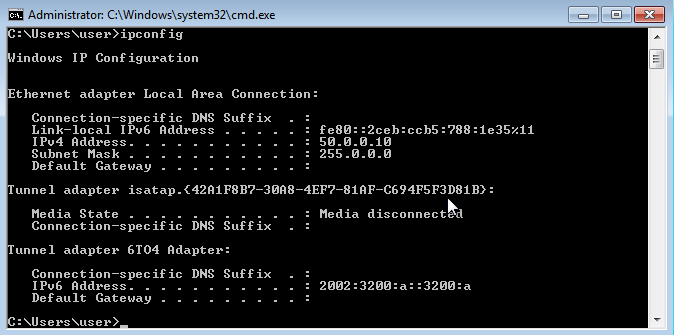 Administrator: C:\Windows\system32\cmd.exe
C:\Users\user>ipconfig
Windows IP Configuration
Ethernet adapter Local Area Connection:
Connection-specific DNS Suffix . :
Link-local IPv6 Address . . . . . : fe80::2ceb:ccb5:788:1e35%11
IPv4 Address. . . . . . . . . . . : 50.0.0.10
Subnet Mask . . . . . . . . . . . : 255.0.0.0
Default Gateway . . . . . . . . . :
Tunnel adapter isatap.{42A1F8B7-30A8-4EF7-81AF-C694F5F3D81B}:
Media State . . . . . . . . . . . : Media disconnected
Connection-specific DNS Suffix . :
Tunnel adapter 6TO4 Adapter:
Connection-specific DNS Suffix . :
IPv6 Address. . . . . . . . . . . : 2002:3200:a::3200:a
Default Gateway . . . . . . . . . :
C:\Users\user>_